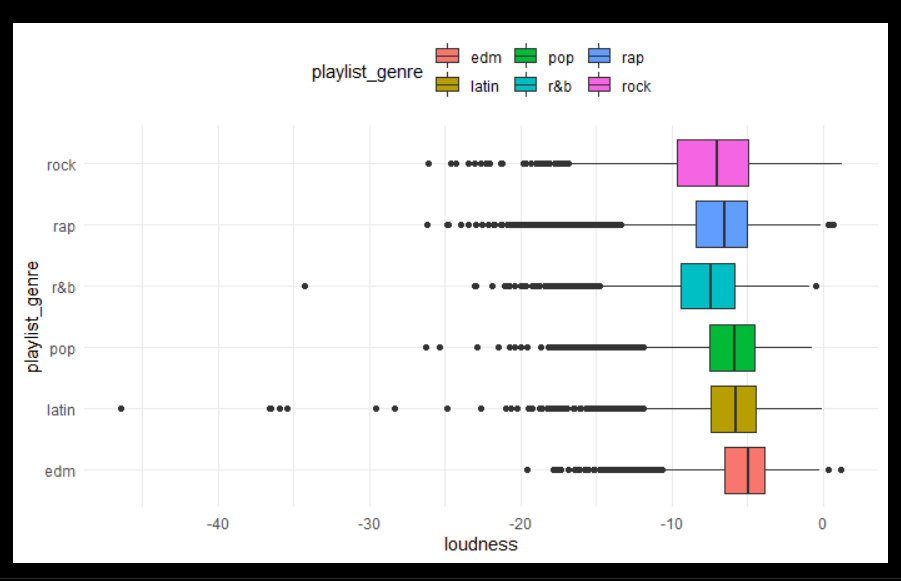 playlist_genre
edm pop rap
latin r&b rock
rock
rap
r&b
pop
latin
edm
playlist_genre
-40 -30 -20 -10 0
loudness